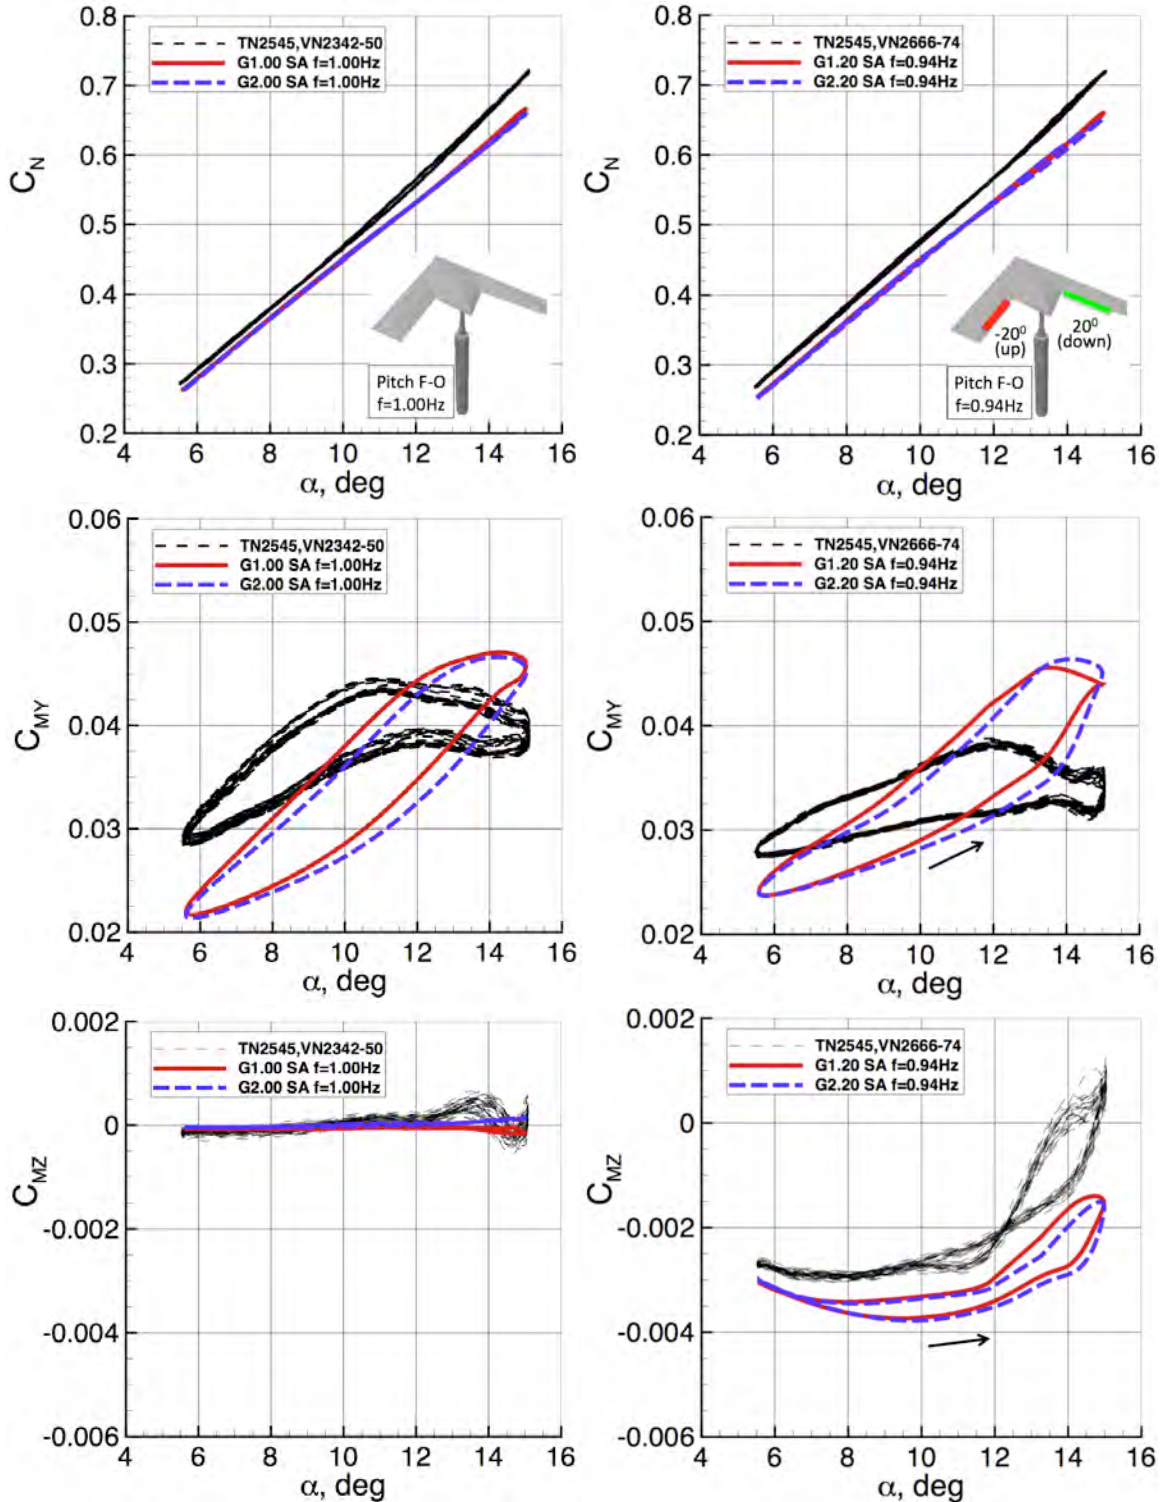 0.8
0.7
0.6
0.5
0.4
0.3
0.2
C_N
TN2545,VN2342-50
G1.00 SA f=1.00Hz
G2.00 SA f=1.00Hz
Pitch F-O
f=1.00Hz
4 6 8 10 12 14 16
α, deg
0.8
0.7
0.6
0.5
0.4
0.3
0.2
C_N
TN2545,VN2666-74
G1.20 SA f=0.94Hz
G2.20 SA f=0.94Hz
-20⁰
(up)
20⁰
(down)
Pitch F-O
f=0.94Hz
4 6 8 10 12 14 16
α, deg
0.06
0.05
0.04
0.03
0.02
C_MY
TN2545,VN2342-50
G1.00 SA f=1.00Hz
G2.00 SA f=1.00Hz
4 6 8 10 12 14 16
α, deg
0.06
0.05
0.04
0.03
0.02
C_MY
TN2545,VN2666-74
G1.20 SA f=0.94Hz
G2.20 SA f=0.94Hz
4 6 8 10 12 14 16
α, deg
0.002
0
-0.002
-0.004
-0.006
C_MZ
TN2545,VN2342-50
G1.00 SA f=1.00Hz
G2.00 SA f=1.00Hz
4 6 8 10 12 14 16
α, deg
0.002
0
-0.002
-0.004
-0.006
C_MZ
TN2545,VN2666-74
G1.20 SA f=0.94Hz
G2.20 SA f=0.94Hz
4 6 8 10 12 14 16
α, deg